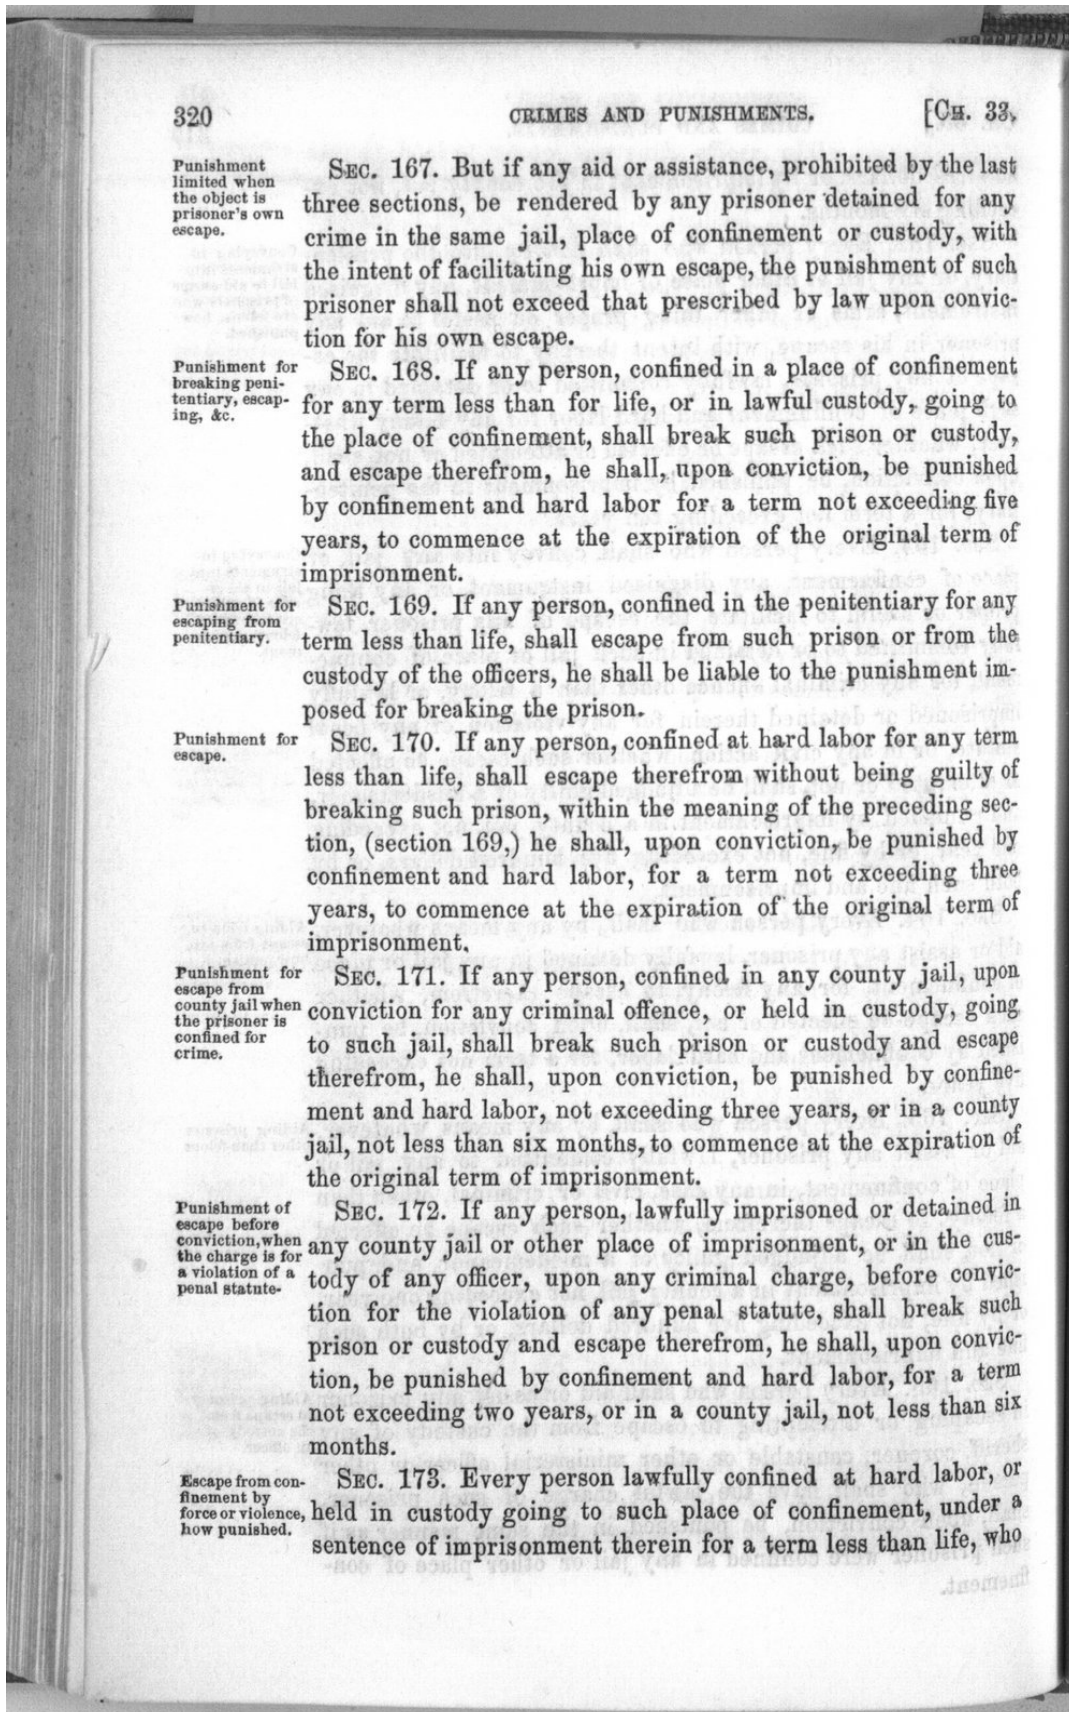 320
CRIMES AND PUNISHMENTS.
[CH. 33,
Punishment
limited when
the object is
prisoner's own
escape.
SEC. 167. But if any aid or assistance, prohibited by the last
three sections, be rendered by any prisoner detained for any
crime in the same jail, place of confinement or custody, with
the intent of facilitating his own escape, the punishment of such
prisoner shall not exceed that prescribed by law upon convic-
tion for his own escape.
Punishment for
breaking peni-
tentiary, escap-
ing, &c.
SEC. 168. If any person, confined in a place of confinement
for any term less than for life, or in lawful custody, going to
the place of confinement, shall break such prison or custody,
and escape therefrom, he shall, upon conviction, be punished
by confinement and hard labor for a term not exceeding five
years, to commence at the expiration of the original term of
imprisonment.
Punishment for
escaping from
penitentiary.
SEC. 169. If any person, confined in the penitentiary for any
term less than life, shall escape from such prison or from the
custody of the officers, he shall be liable to the punishment im-
posed for breaking the prison.
Punishment for
escape.
SEC. 170. If any person, confined at hard labor for any term
less than life, shall escape therefrom without being guilty of
breaking such prison, within the meaning of the preceding sec-
tion, (section 169,) he shall, upon conviction, be punished by
confinement and hard labor, for a term not exceeding three
years, to commence at the expiration of the original term of
imprisonment.
Punishment for
escape from
county jail when
the prisoner is
confined for
crime.
SEC. 171. If any person, confined in any county jail, upon
conviction for any criminal offence, or held in custody, going
to such jail, shall break such prison or custody and escape
therefrom, he shall, upon conviction, be punished by confine-
ment and hard labor, not exceeding three years, or in a county
jail, not less than six months, to commence at the expiration of
the original term of imprisonment.
Punishment of
escape before
conviction, when
the charge is for
a violation of a
penal statute-
SEC. 172. If any person, lawfully imprisoned or detained in
any county jail or other place of imprisonment, or in the cus-
tody of any officer, upon any criminal charge, before convic-
tion for the violation of any penal statute, shall break such
prison or custody and escape therefrom, he shall, upon convic-
tion, be punished by confinement and hard labor, for a term
not exceeding two years, or in a county jail, not less than six
months.
Escape from con-
finement by
force or violence,
how punished.
SEC. 173. Every person lawfully confined at hard labor, or
held in custody going to such place of confinement, under a
sentence of imprisonment therein for a term less than life, who